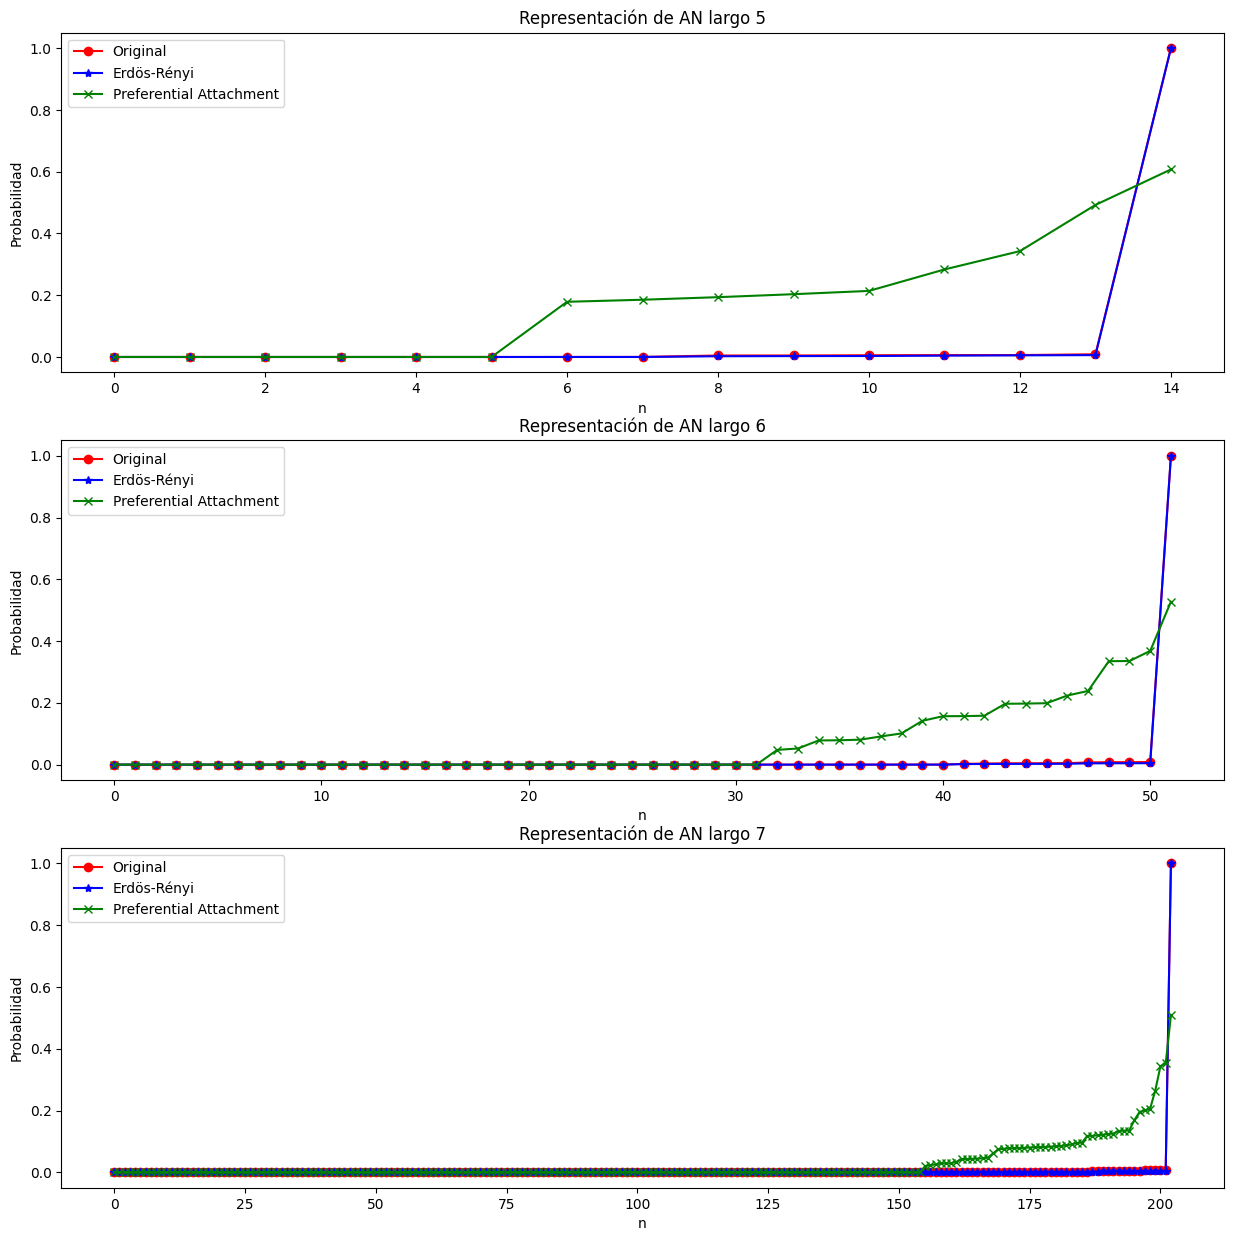 Representación de AN largo 5
Original
Erdös-Rényi
Preferential Attachment
Probabilidad
1.0
0.8
0.6
0.4
0.2
0.0
0 2 4 6 8 10 12 14
n
Representación de AN largo 6
Original
Erdös-Rényi
Preferential Attachment
Probabilidad
1.0
0.8
0.6
0.4
0.2
0.0
0 10 20 30 40 50
n
Representación de AN largo 7
Original
Erdös-Rényi
Preferential Attachment
Probabilidad
1.0
0.8
0.6
0.4
0.2
0.0
0 25 50 75 100 125 150 175 200
n